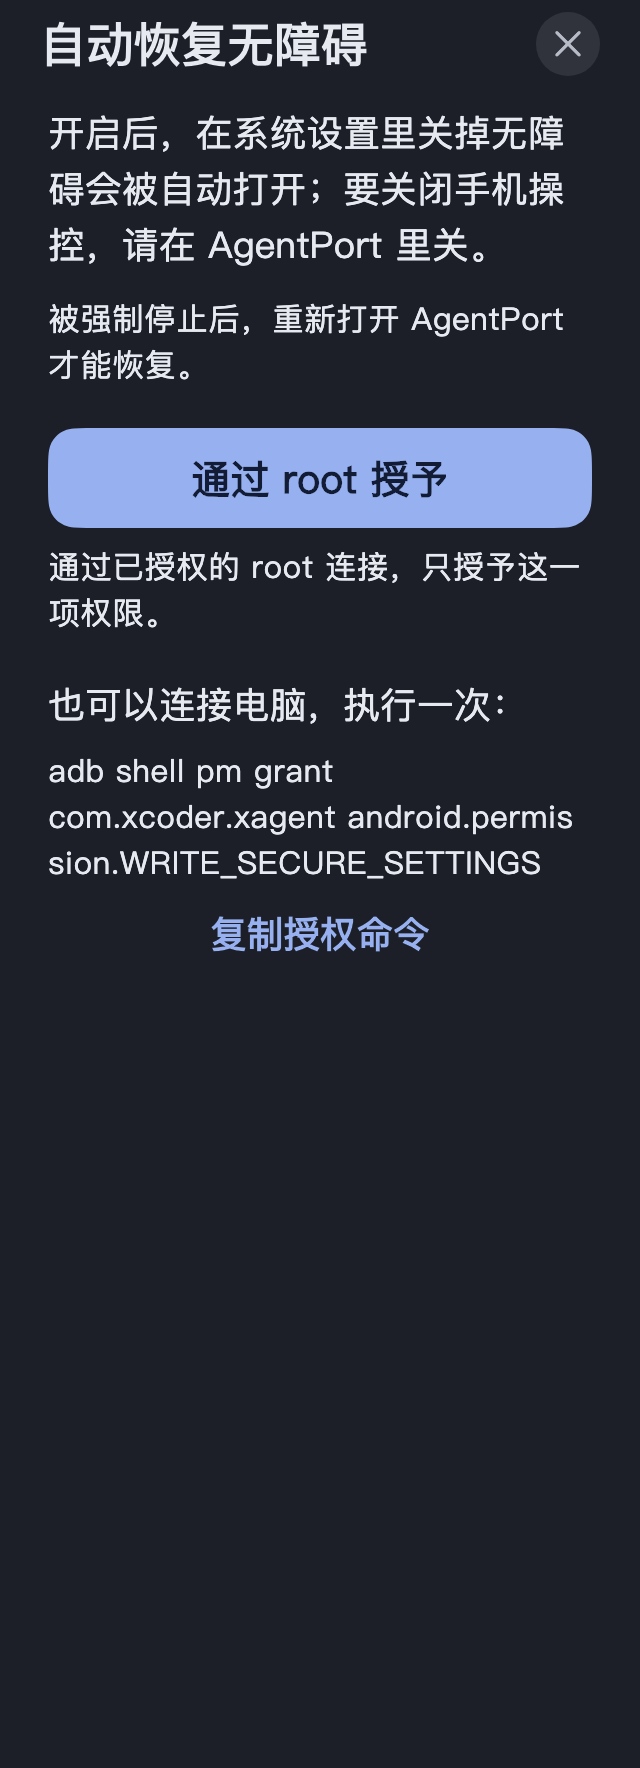 自动恢复无障碍
开启后，在系统设置里关掉无障
碍会被自动打开；要关闭手机操
控，请在 AgentPort 里关。
被强制停止后，重新打开 AgentPort
才能恢复。
通过 root 授予
通过已授权的 root 连接，只授予这一
项权限。
也可以连接电脑，执行一次：
adb shell pm grant
com.xcoder.xagent android.permis
sion.WRITE_SECURE_SETTINGS
复制授权命令